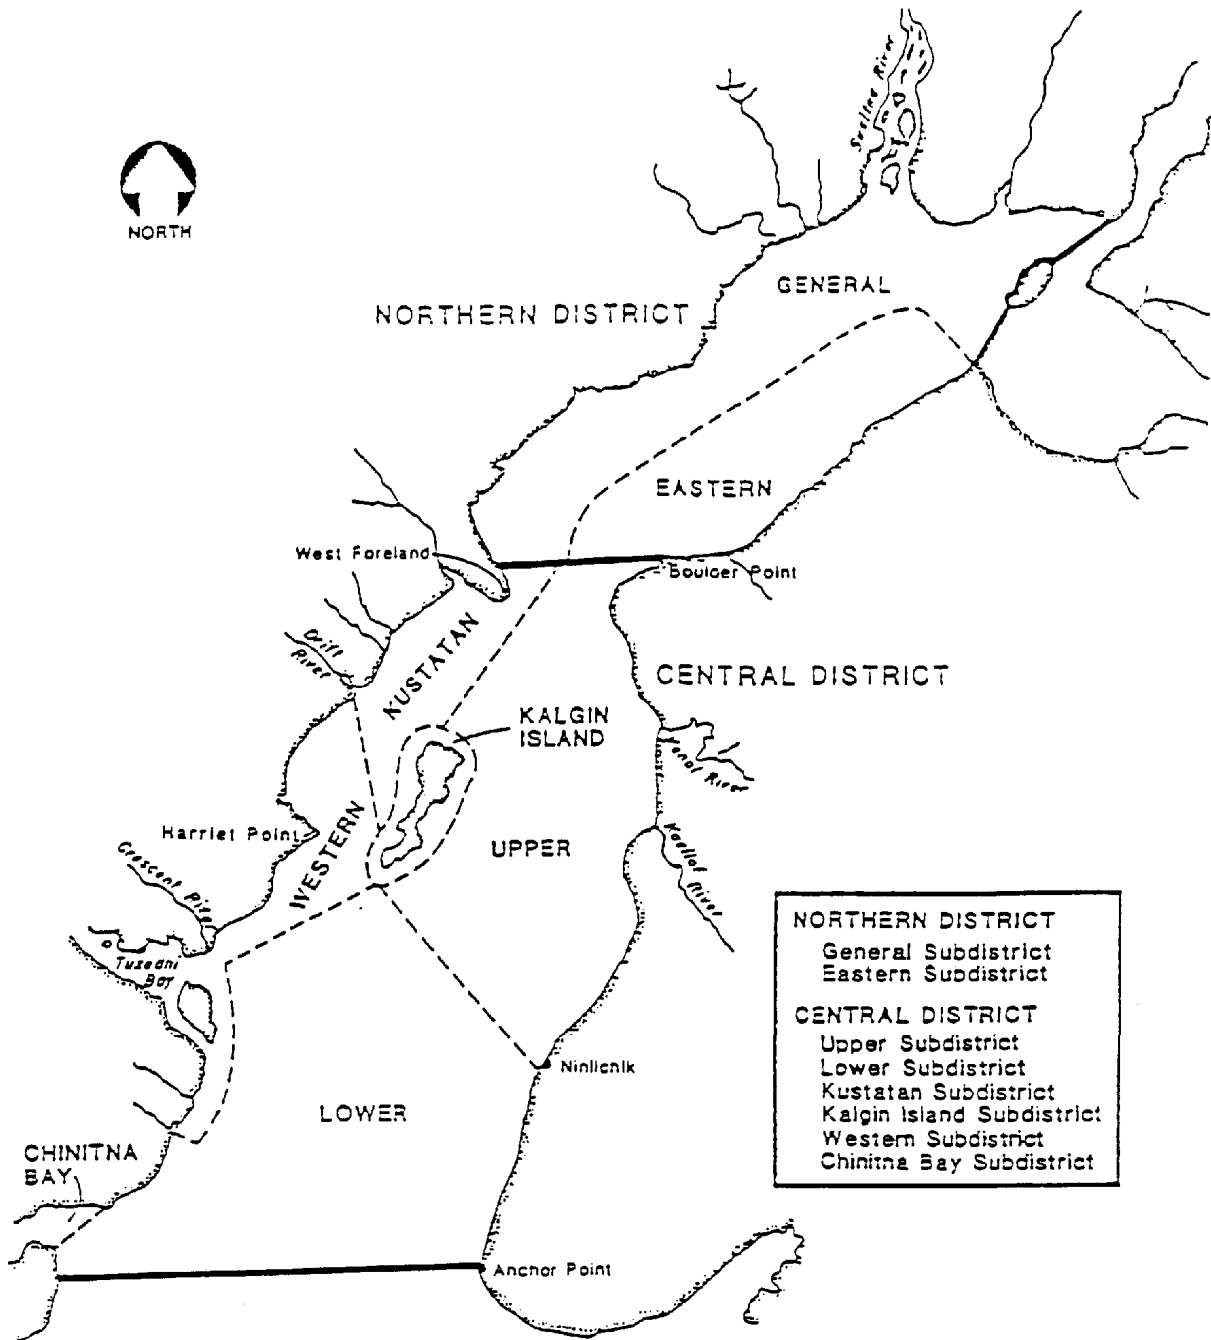 Susitna River
NORTH
GENERAL
NORTHERN DISTRICT
EASTERN
West Foreland
Boulder Point
Drift
River
KUSTATAN
CENTRAL DISTRICT
KALGIN
ISLAND
Kenai River
Harriet Point
WESTERN
UPPER
Kasilof
River
Crescent River
Tuxedni
Bay
NORTHERN DISTRICT
General Subdistrict
Eastern Subdistrict
CENTRAL DISTRICT
Upper Subdistrict
Lower Subdistrict
Kustatan Subdistrict
Kalgin Island Subdistrict
Western Subdistrict
Chinitna Bay Subdistrict
Ninilchik
LOWER
CHINITNA
BAY
Anchor Point